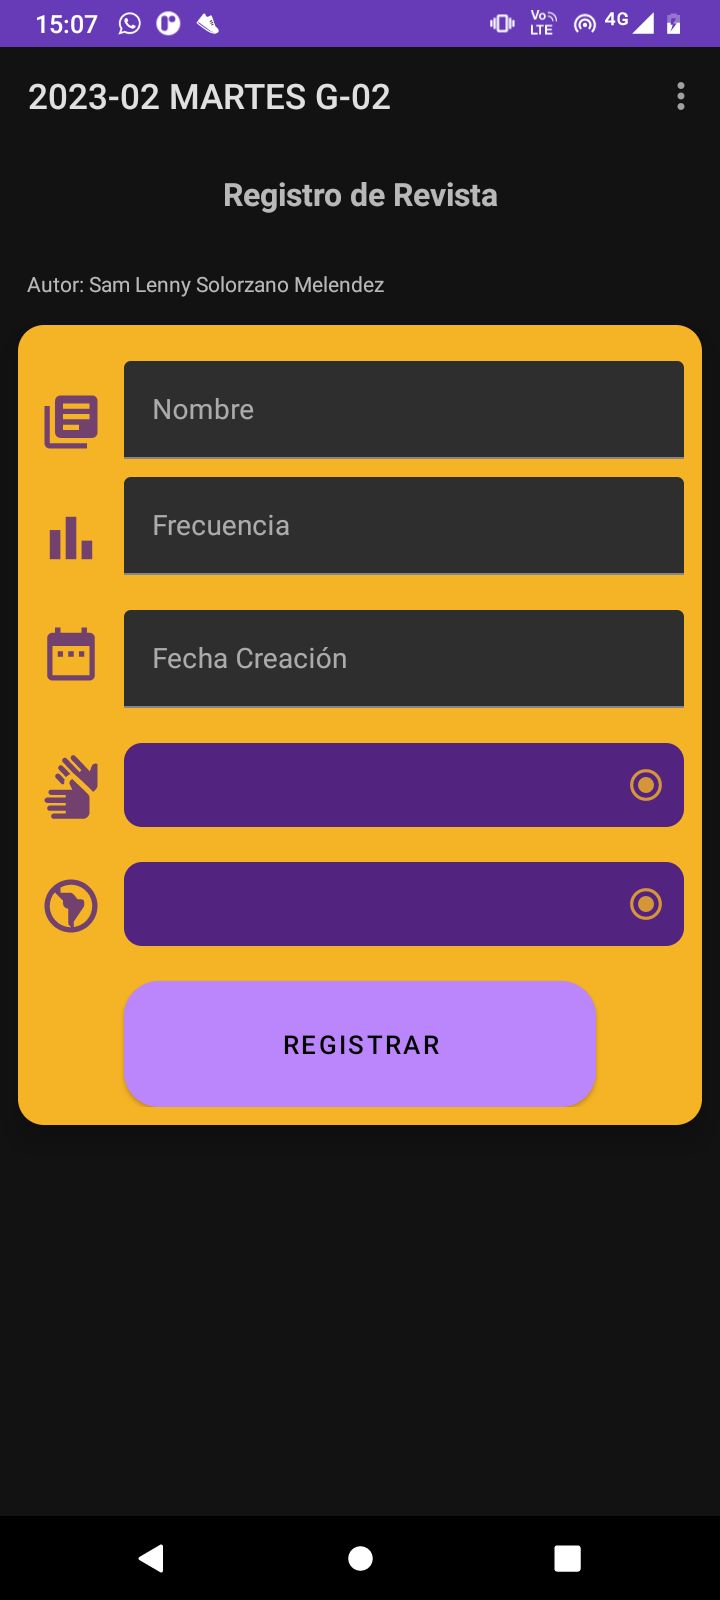 15:07
Vo LTE
4G
2023-02 MARTES G-02
Registro de Revista
Autor: Sam Lenny Solorzano Melendez
Nombre
Frecuencia
Fecha Creación
REGISTRAR